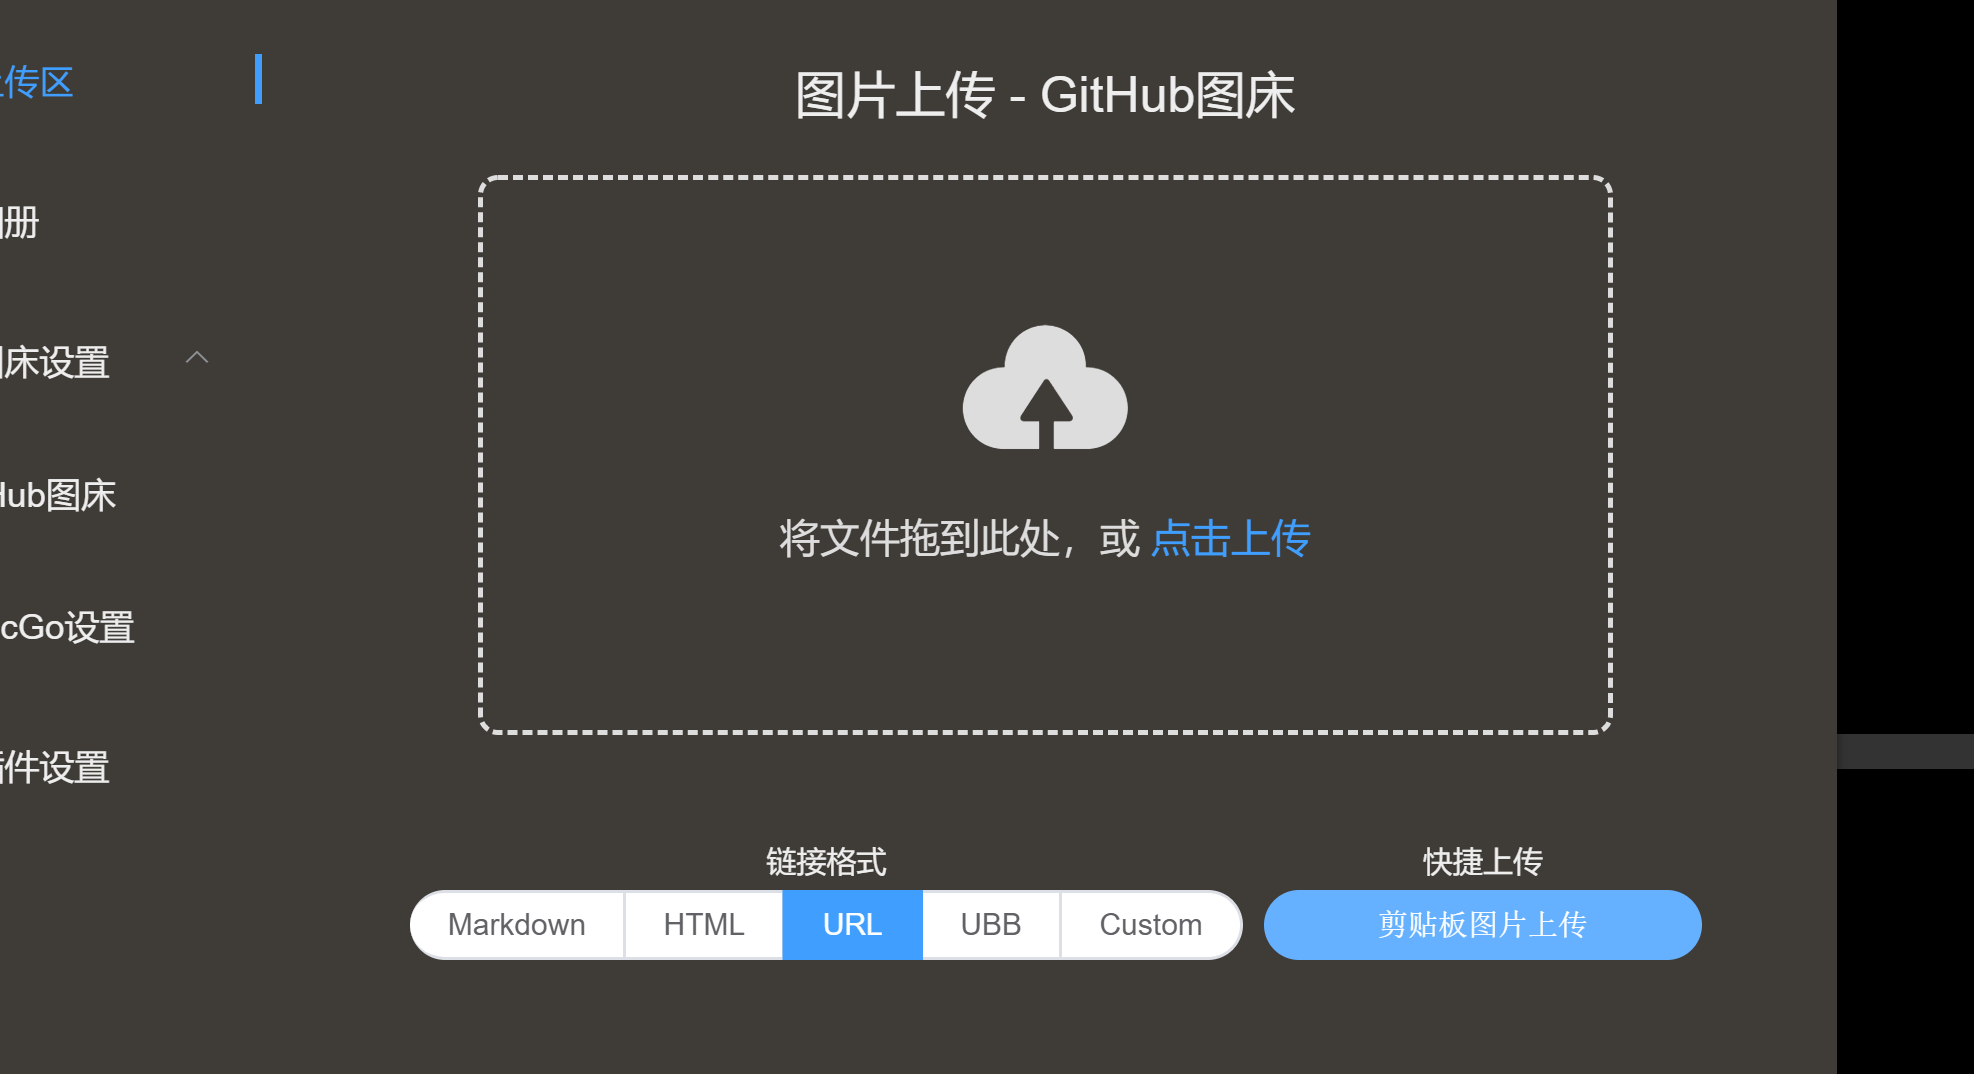 传区
图片上传 - GitHub图床
册
床设置
Hub图床
cGo设置
件设置
将文件拖到此处，或 点击上传
链接格式
快捷上传
Markdown HTML URL UBB Custom
剪贴板图片上传